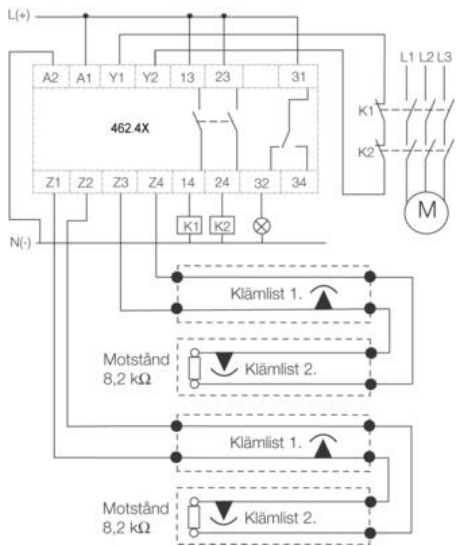 L(+)
A2 A1 Y1 Y2 13 23 31
L1 L2 L3
K1
462.4X
K2
Z1 Z2 Z3 Z4 14 24 32 34
M
K1 K2
N(-)
Klämlist 1.
Motstånd
8,2 kΩ
Klämlist 2.
Klämlist 1.
Motstånd
8,2 kΩ
Klämlist 2.